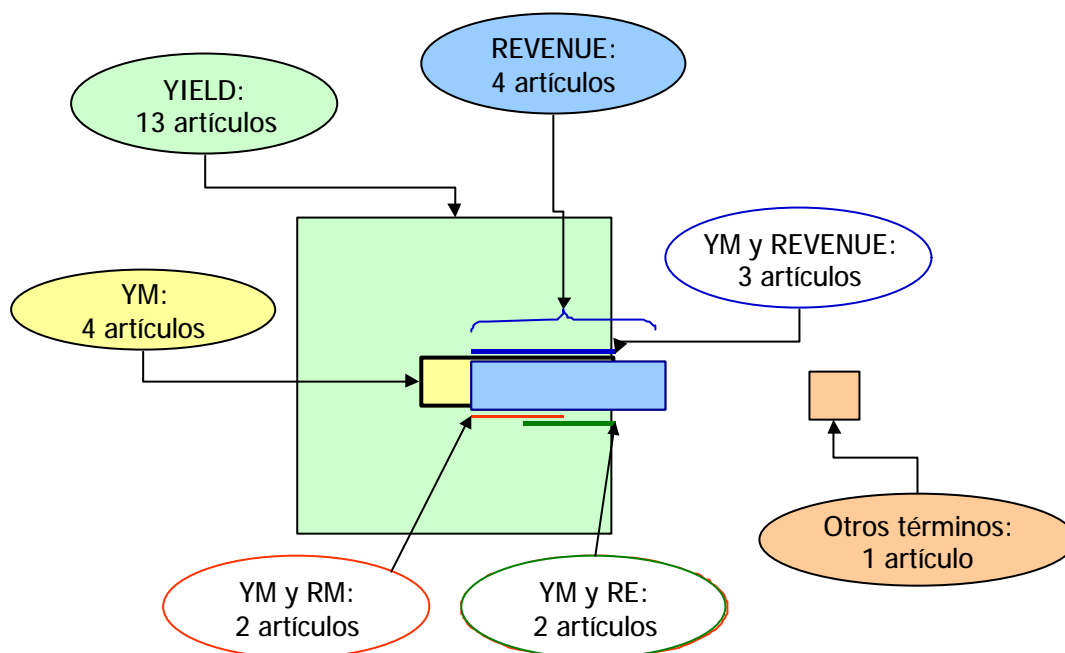 REVENUE:
4 artículos
YIELD:
13 artículos
YM y REVENUE:
3 artículos
YM:
4 artículos
Otros términos:
1 artículo
YM y RM:
2 artículos
YM y RE:
2 artículos